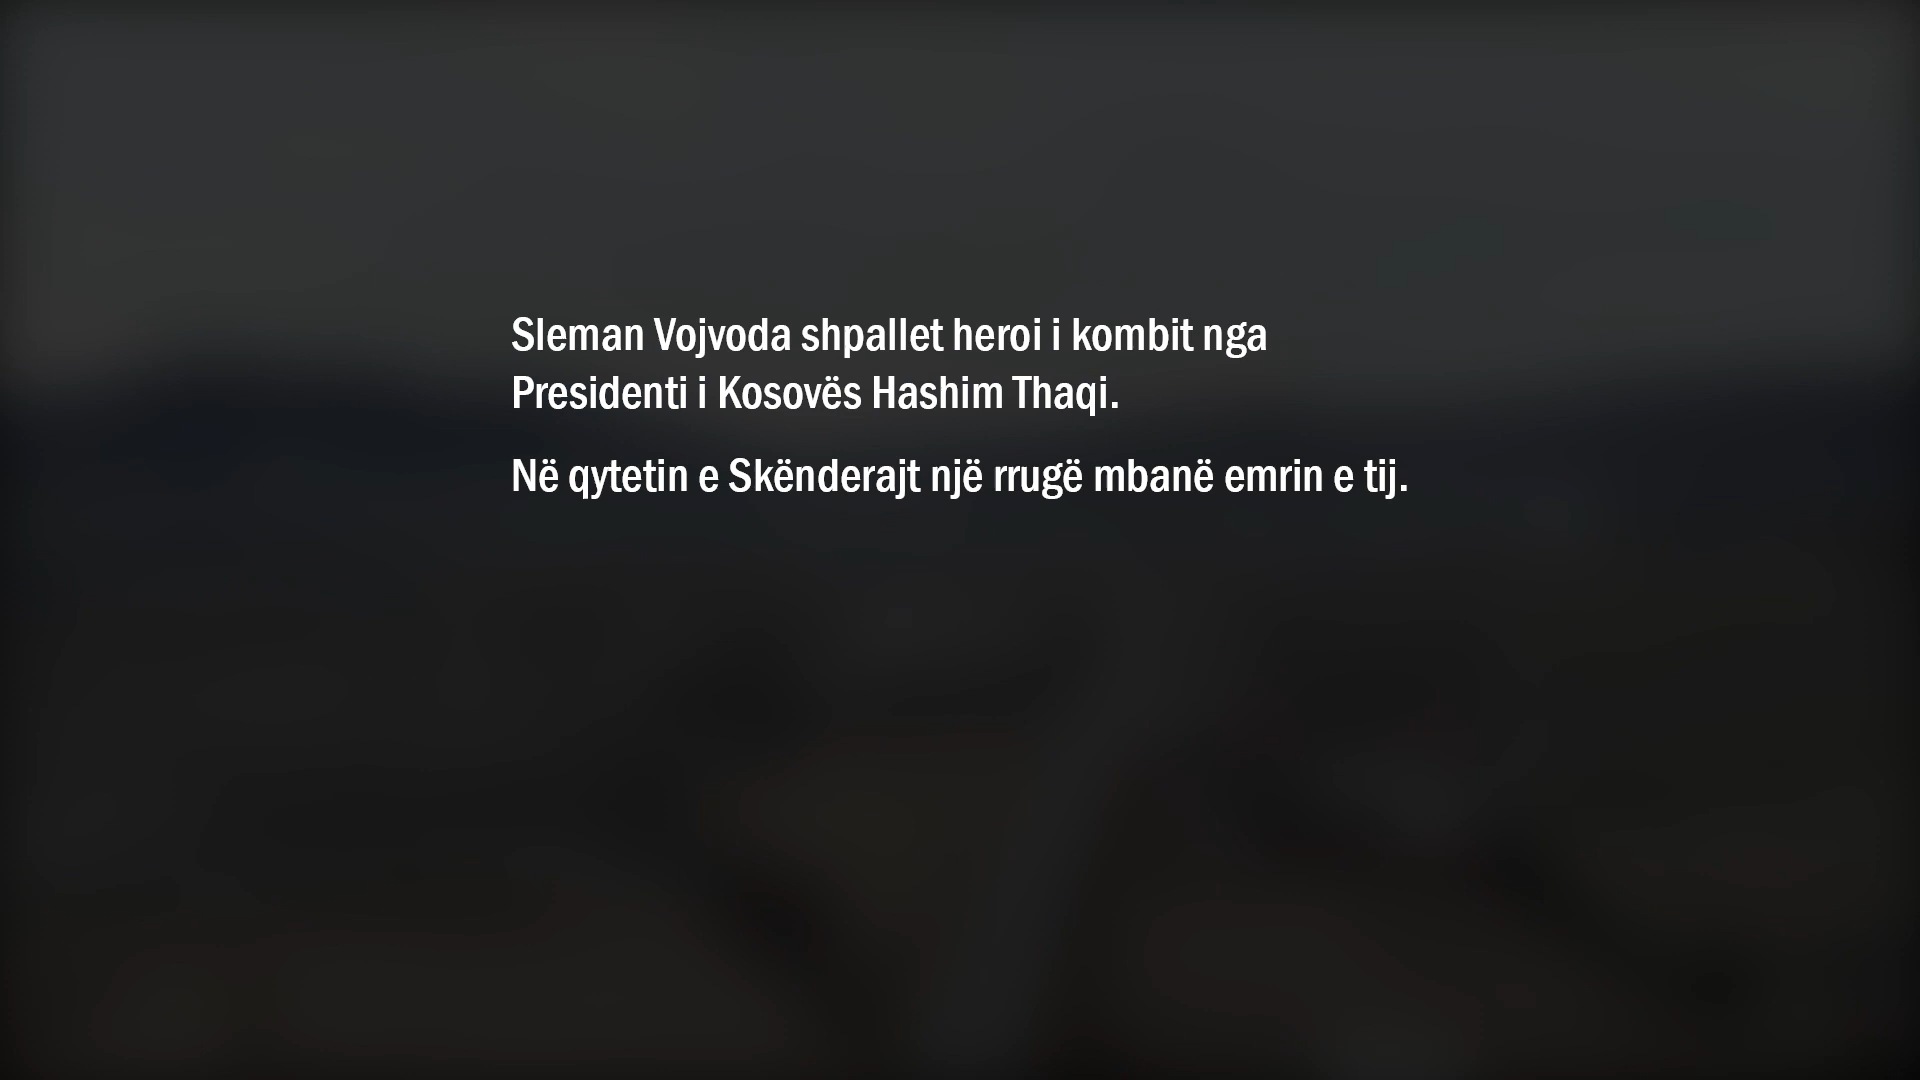 Sleman Vojvoda shpallet heroi i kombit nga
Presidenti i Kosovës Hashim Thaqi.
Në qytetin e Skënderajt një rrugë mbanë emrin e tij.